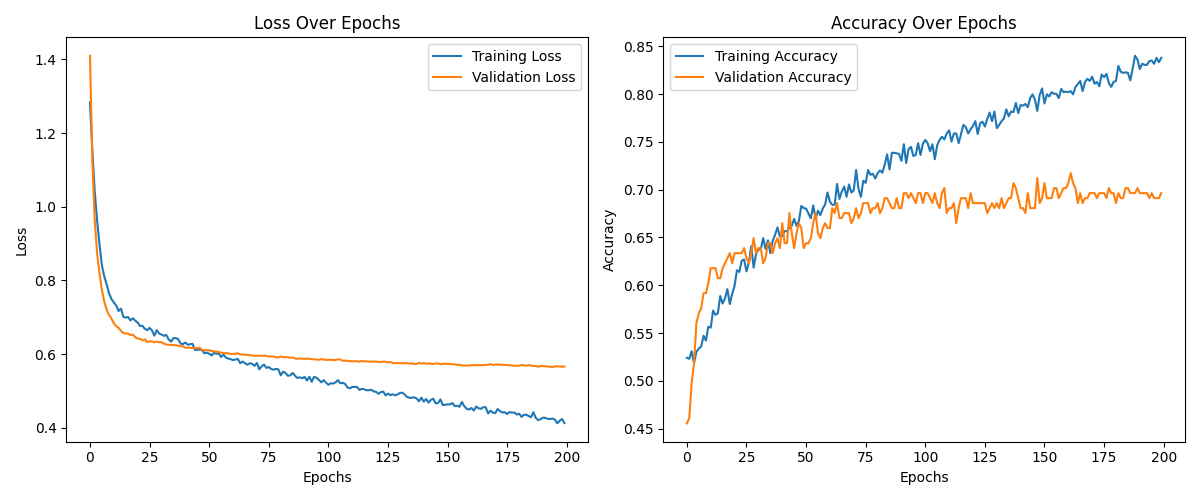 Loss Over Epochs
Training Loss
Validation Loss
1.4
1.2
1.0
0.8
0.6
0.4
Loss
0 25 50 75 100 125 150 175 200
Epochs
Accuracy Over Epochs
Training Accuracy
Validation Accuracy
0.85
0.80
0.75
0.70
0.65
0.60
0.55
0.50
0.45
Accuracy
0 25 50 75 100 125 150 175 200
Epochs